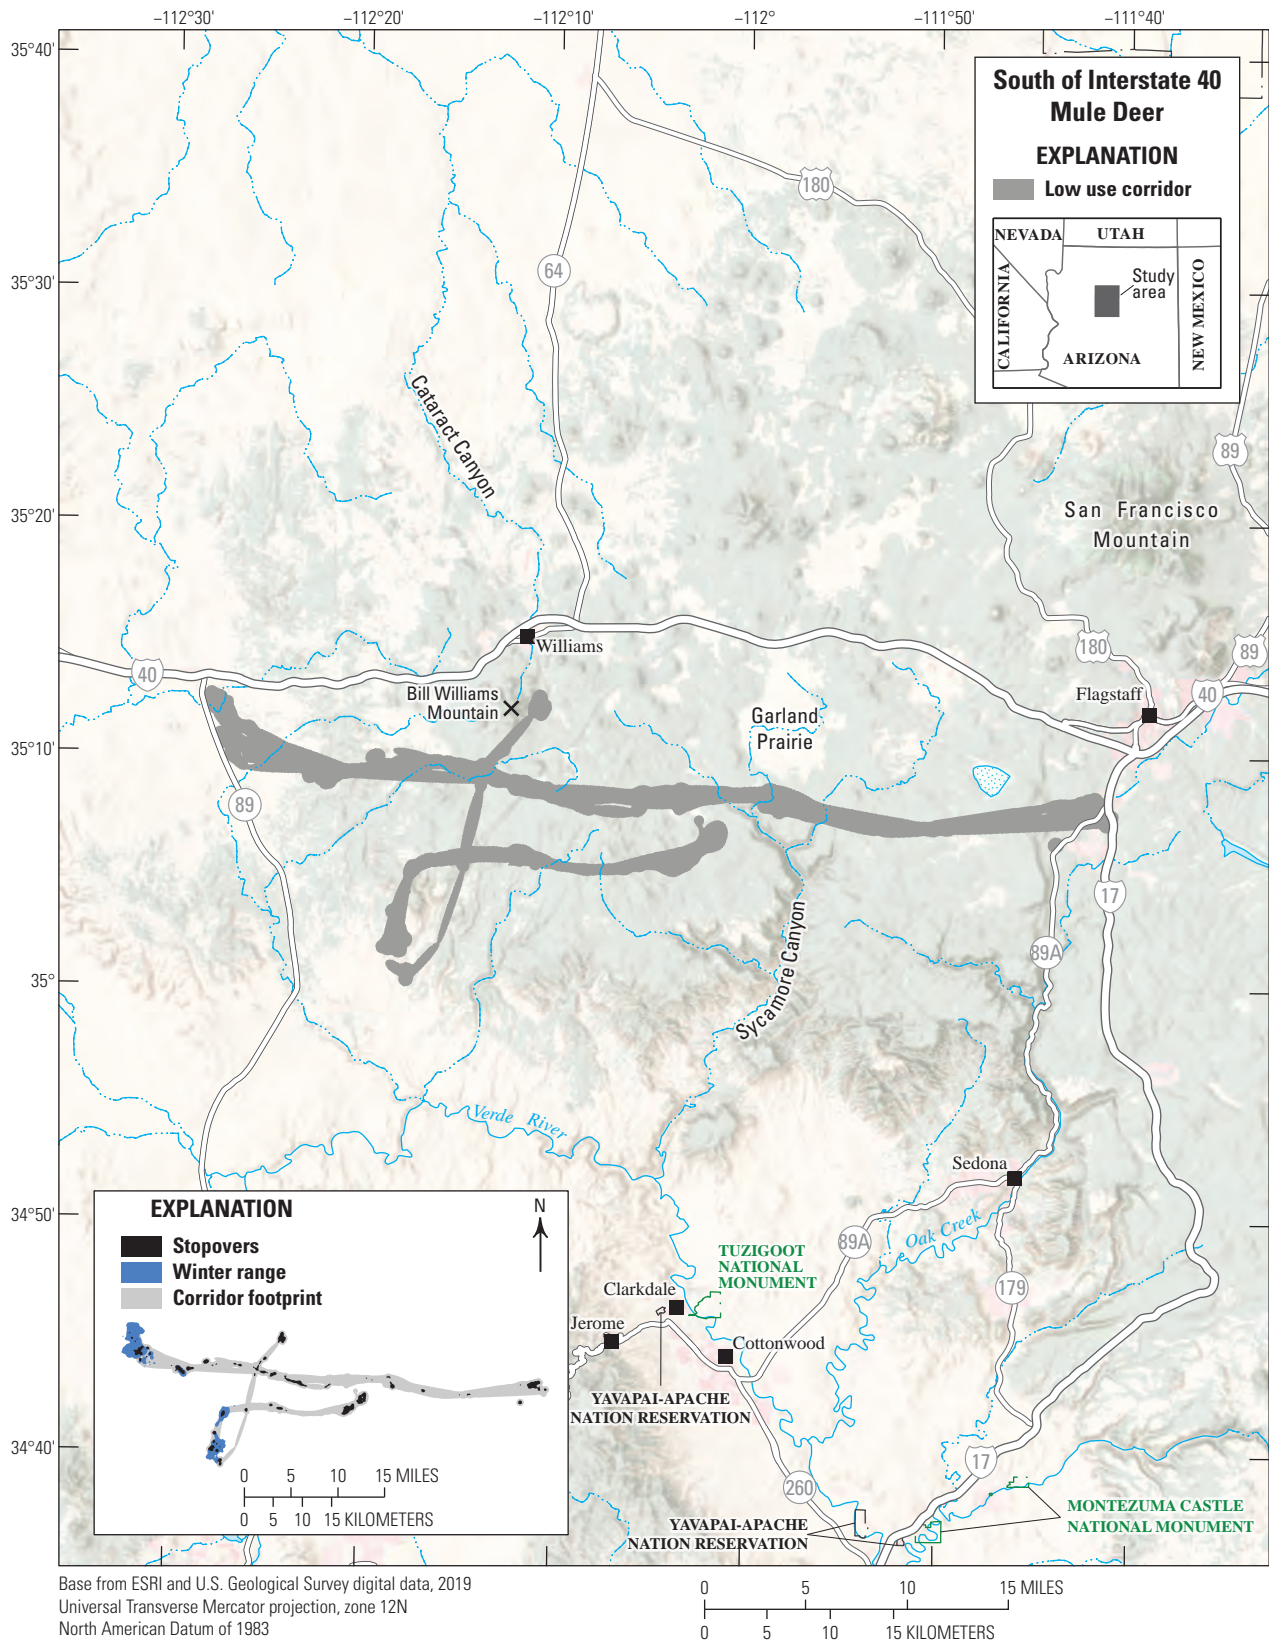 −112°30'
−112°20'
−112°10'
−112°
−111°50'
−111°40'
35°40'
35°30'
35°20'
35°10'
35°
34°50'
34°40'
South of Interstate 40
Mule Deer
EXPLANATION
Low use corridor
NEVADA
UTAH
CALIFORNIA
Study
area
NEW MEXICO
ARIZONA
180
64
89
Cataract Canyon
San Francisco
Mountain
Williams
180
89
40
40
Flagstaff
Bill Williams
Mountain
Garland
Prairie
89
17
89A
Sycamore Canyon
Verde River
Sedona
Oak Creek
89A
179
TUZIGOOT
NATIONAL
MONUMENT
Clarkdale
Jerome
Cottonwood
YAVAPAI-APACHE
NATION RESERVATION
260
17
YAVAPAI-APACHE
NATION RESERVATION
MONTEZUMA CASTLE
NATIONAL MONUMENT
EXPLANATION
N
Stopovers
Winter range
Corridor footprint
0 5 10 15 MILES
0 5 10 15 KILOMETERS
Base from ESRI and U.S. Geological Survey digital data, 2019
Universal Transverse Mercator projection, zone 12N
North American Datum of 1983
0 5 10 15 MILES
0 5 10 15 KILOMETERS